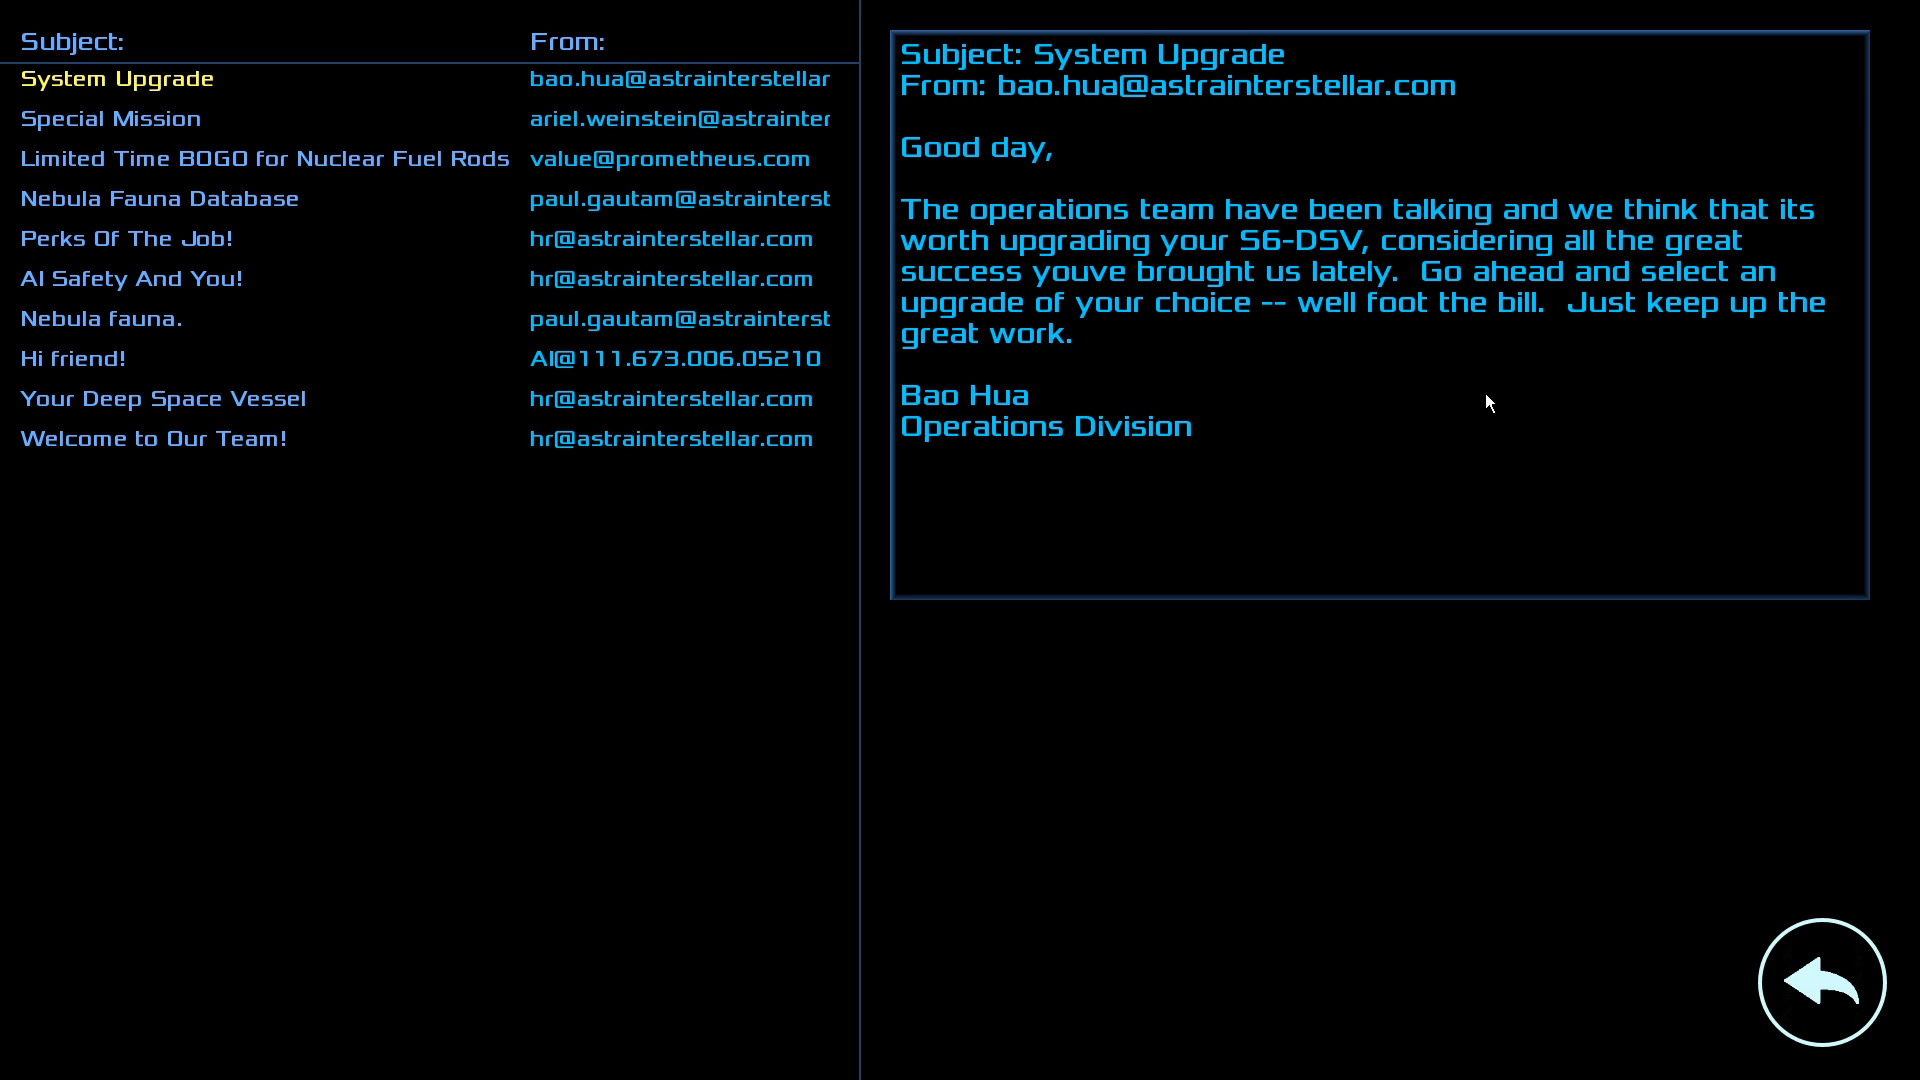 Subject: From:
System Upgrade bao.hua@astrainterstellar
Special Mission ariel.weinstein@astrainter
Limited Time BOGO for Nuclear Fuel Rods value@prometheus.com
Nebula Fauna Database paul.gautam@astrainterst
Perks Of The Job! hr@astrainterstellar.com
AI Safety And You! hr@astrainterstellar.com
Nebula fauna. paul.gautam@astrainterst
Hi friend! AI@111.673.006.05210
Your Deep Space Vessel hr@astrainterstellar.com
Welcome to Our Team! hr@astrainterstellar.com
Subject: System Upgrade
From: bao.hua@astrainterstellar.com
Good day,
The operations team have been talking and we think that its
worth upgrading your S6-DSV, considering all the great
success youve brought us lately.  Go ahead and select an
upgrade of your choice -- well foot the bill.  Just keep up the
great work.
Bao Hua
Operations Division